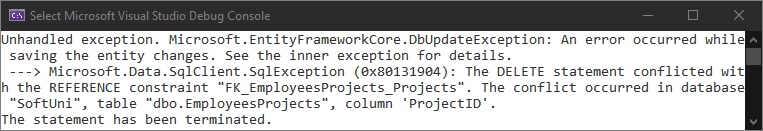 Select Microsoft Visual Studio Debug Console
Unhandled exception. Microsoft.EntityFrameworkCore.DbUpdateException: An error occurred while
 saving the entity changes. See the inner exception for details.
 ---> Microsoft.Data.SqlClient.SqlException (0x80131904): The DELETE statement conflicted wit
h the REFERENCE constraint "FK_EmployeesProjects_Projects". The conflict occurred in database
 "SoftUni", table "dbo.EmployeesProjects", column 'ProjectID'.
The statement has been terminated.